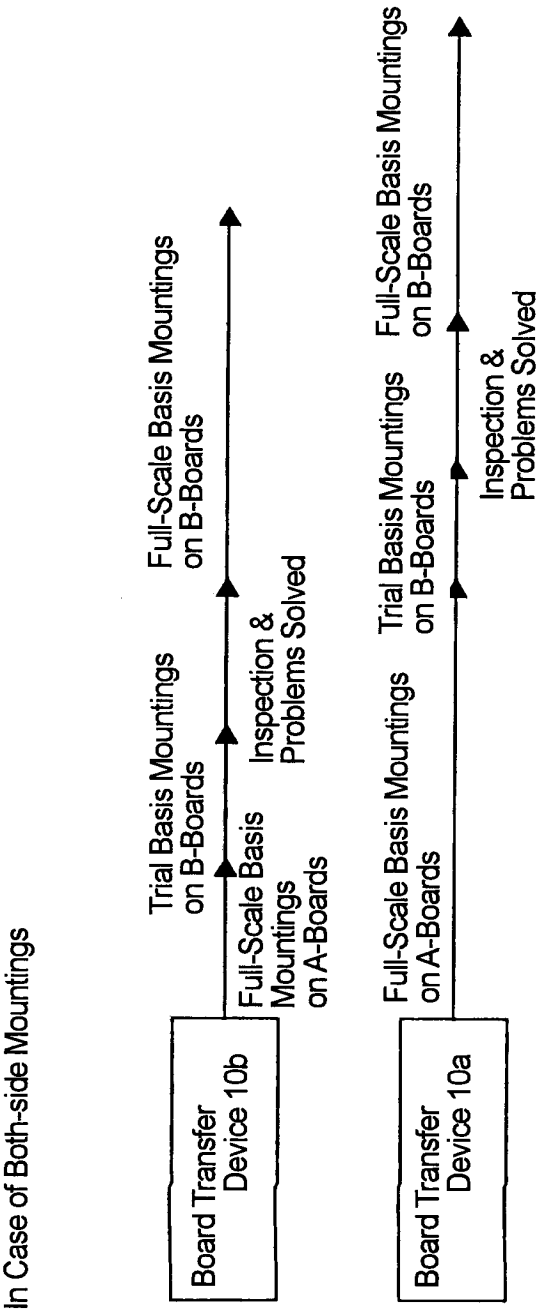 In Case of Both-side Mountings
Board Transfer
Device 10b
Full-Scale Basis
Mountings
on A-Boards
Trial Basis Mountings
on B-Boards
Inspection &
Problems Solved
Full-Scale Basis Mountings
on B-Boards
Board Transfer
Device 10a
Full-Scale Basis Mountings
on A-Boards
Trial Basis Mountings
on B-Boards
Inspection &
Problems Solved
Full-Scale Basis Mountings
on B-Boards